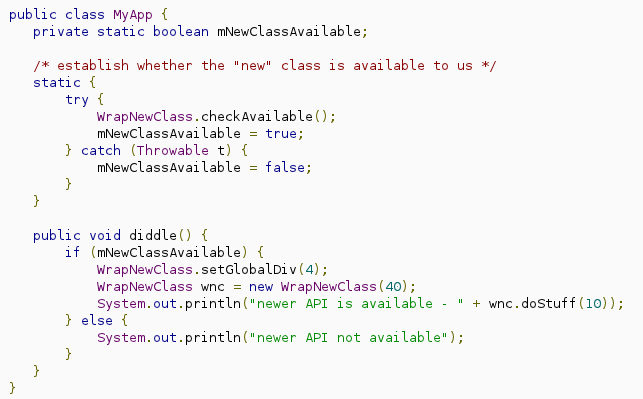 public class MyApp {
    private static boolean mNewClassAvailable;

    /* establish whether the "new" class is available to us */
    static {
        try {
            WrapNewClass.checkAvailable();
            mNewClassAvailable = true;
        } catch (Throwable t) {
            mNewClassAvailable = false;
        }
    }

    public void diddle() {
        if (mNewClassAvailable) {
            WrapNewClass.setGlobalDiv(4);
            WrapNewClass wnc = new WrapNewClass(40);
            System.out.println("newer API is available - " + wnc.doStuff(10));
        } else {
            System.out.println("newer API not available");
        }
    }
}